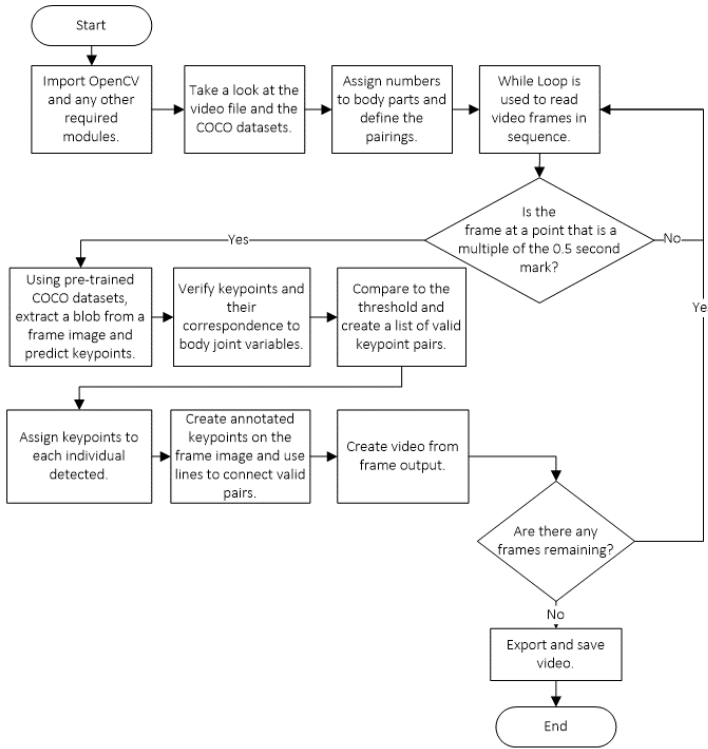 Start
Import OpenCV
and any other
required
modules.
Take a look at the
video file and the
COCO datasets.
Assign numbers
to body parts and
define the
pairings.
While Loop is
used to read
video frames in
sequence.
Is the
frame at a point that is a
multiple of the 0.5 second
mark?
Yes
No
Using pre-trained
COCO datasets,
extract a blob from a
frame image and
predict keypoints.
Verify keypoints and
their
correspondence to
body joint variables.
Compare to the
threshold and
create a list of valid
keypoint pairs.
Ye
Assign keypoints to
each individual
detected.
Create annotated
keypoints on the
frame image and use
lines to connect valid
pairs.
Create video from
frame output.
Are there any
frames remaining?
No
Export and save
video.
End